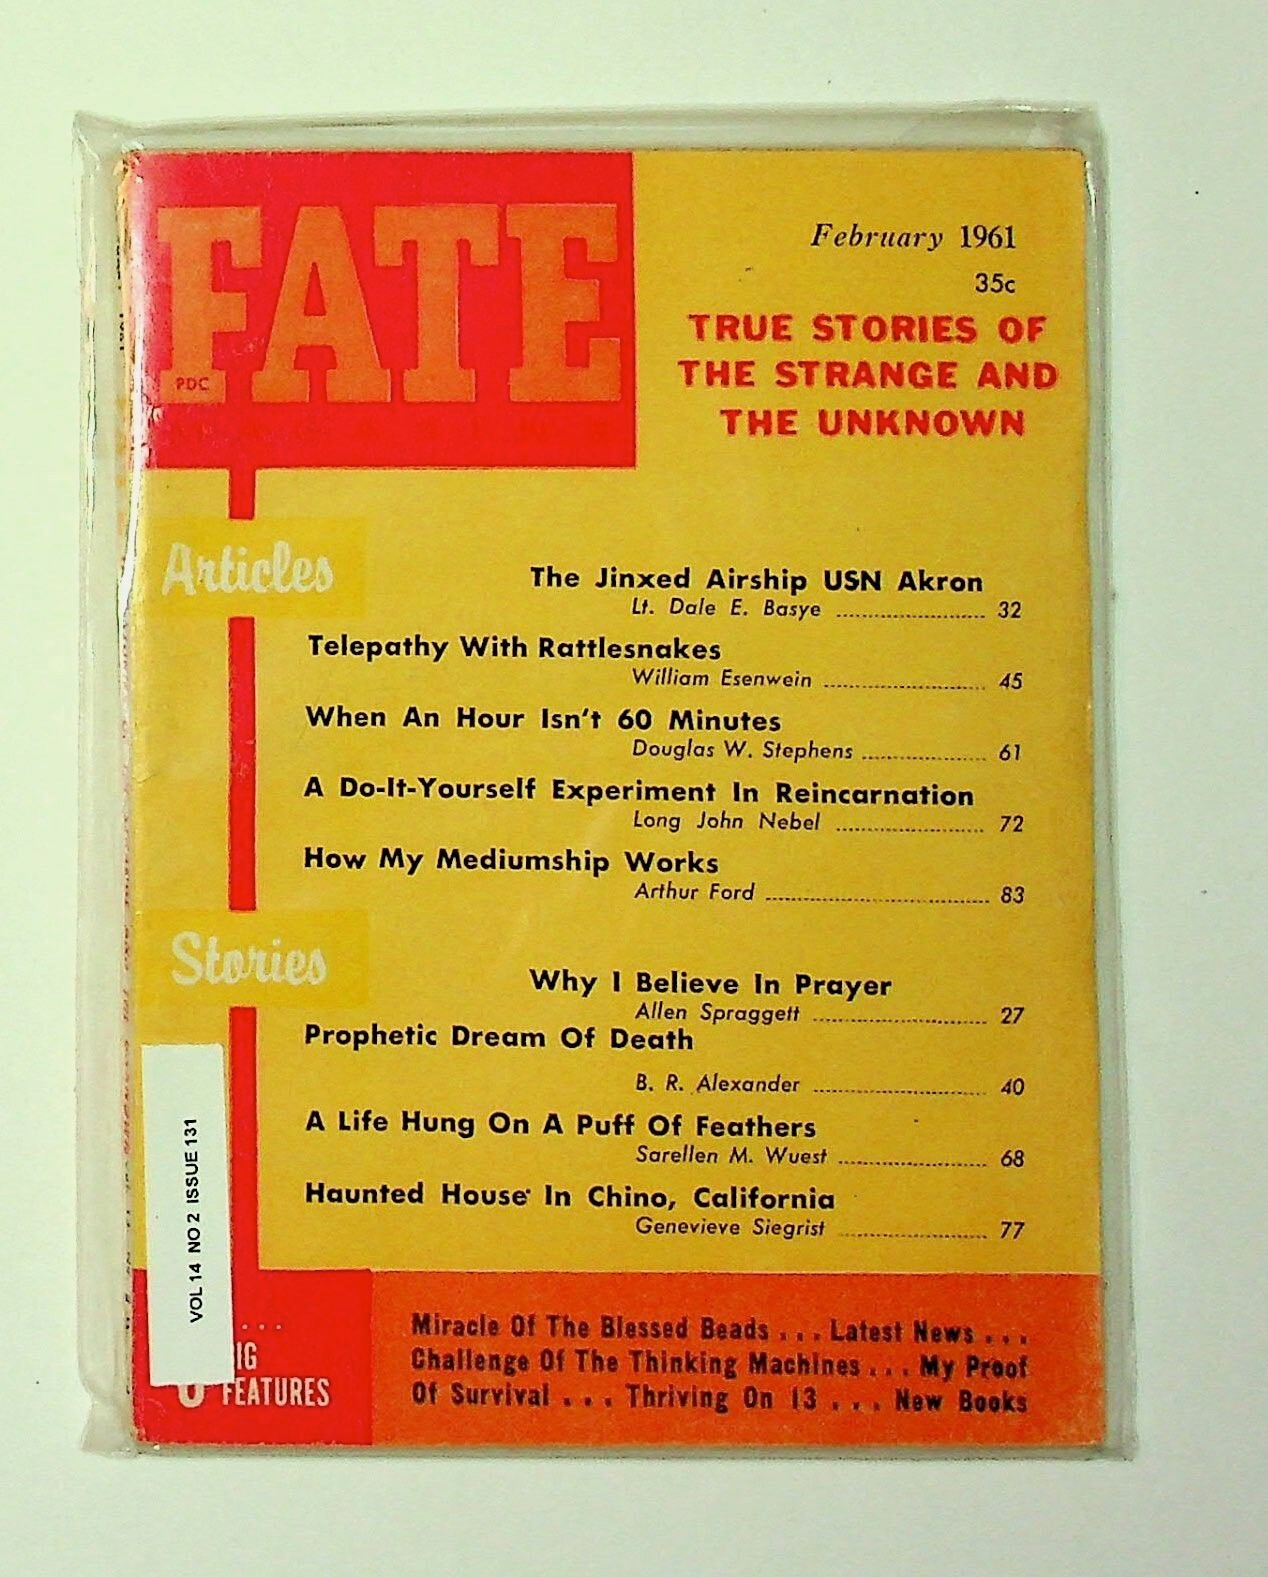 FATE
PDC
MAGAZINE
February 1961
35c
TRUE STORIES OF
THE STRANGE AND
THE UNKNOWN
Articles
The Jinxed Airship USN Akron
Lt. Dale E. Basye 32
Telepathy With Rattlesnakes
William Esenwein 45
When An Hour Isn't 60 Minutes
Douglas W. Stephens 61
A Do-It-Yourself Experiment In Reincarnation
Long John Nebel 72
How My Mediumship Works
Arthur Ford 83
Stories
Why I Believe In Prayer
Allen Spraggett 27
Prophetic Dream Of Death
B. R. Alexander 40
A Life Hung On A Puff Of Feathers
Sarellen M. Wuest 68
Haunted House In Chino, California
Genevieve Siegrist 77
VOL 14 NO 2 ISSUE 131
FEATURES
Miracle Of The Blessed Beads . . . Latest News . . .
Challenge Of The Thinking Machines . . . My Proof
Of Survival . . . Thriving On 13 . . . New Books